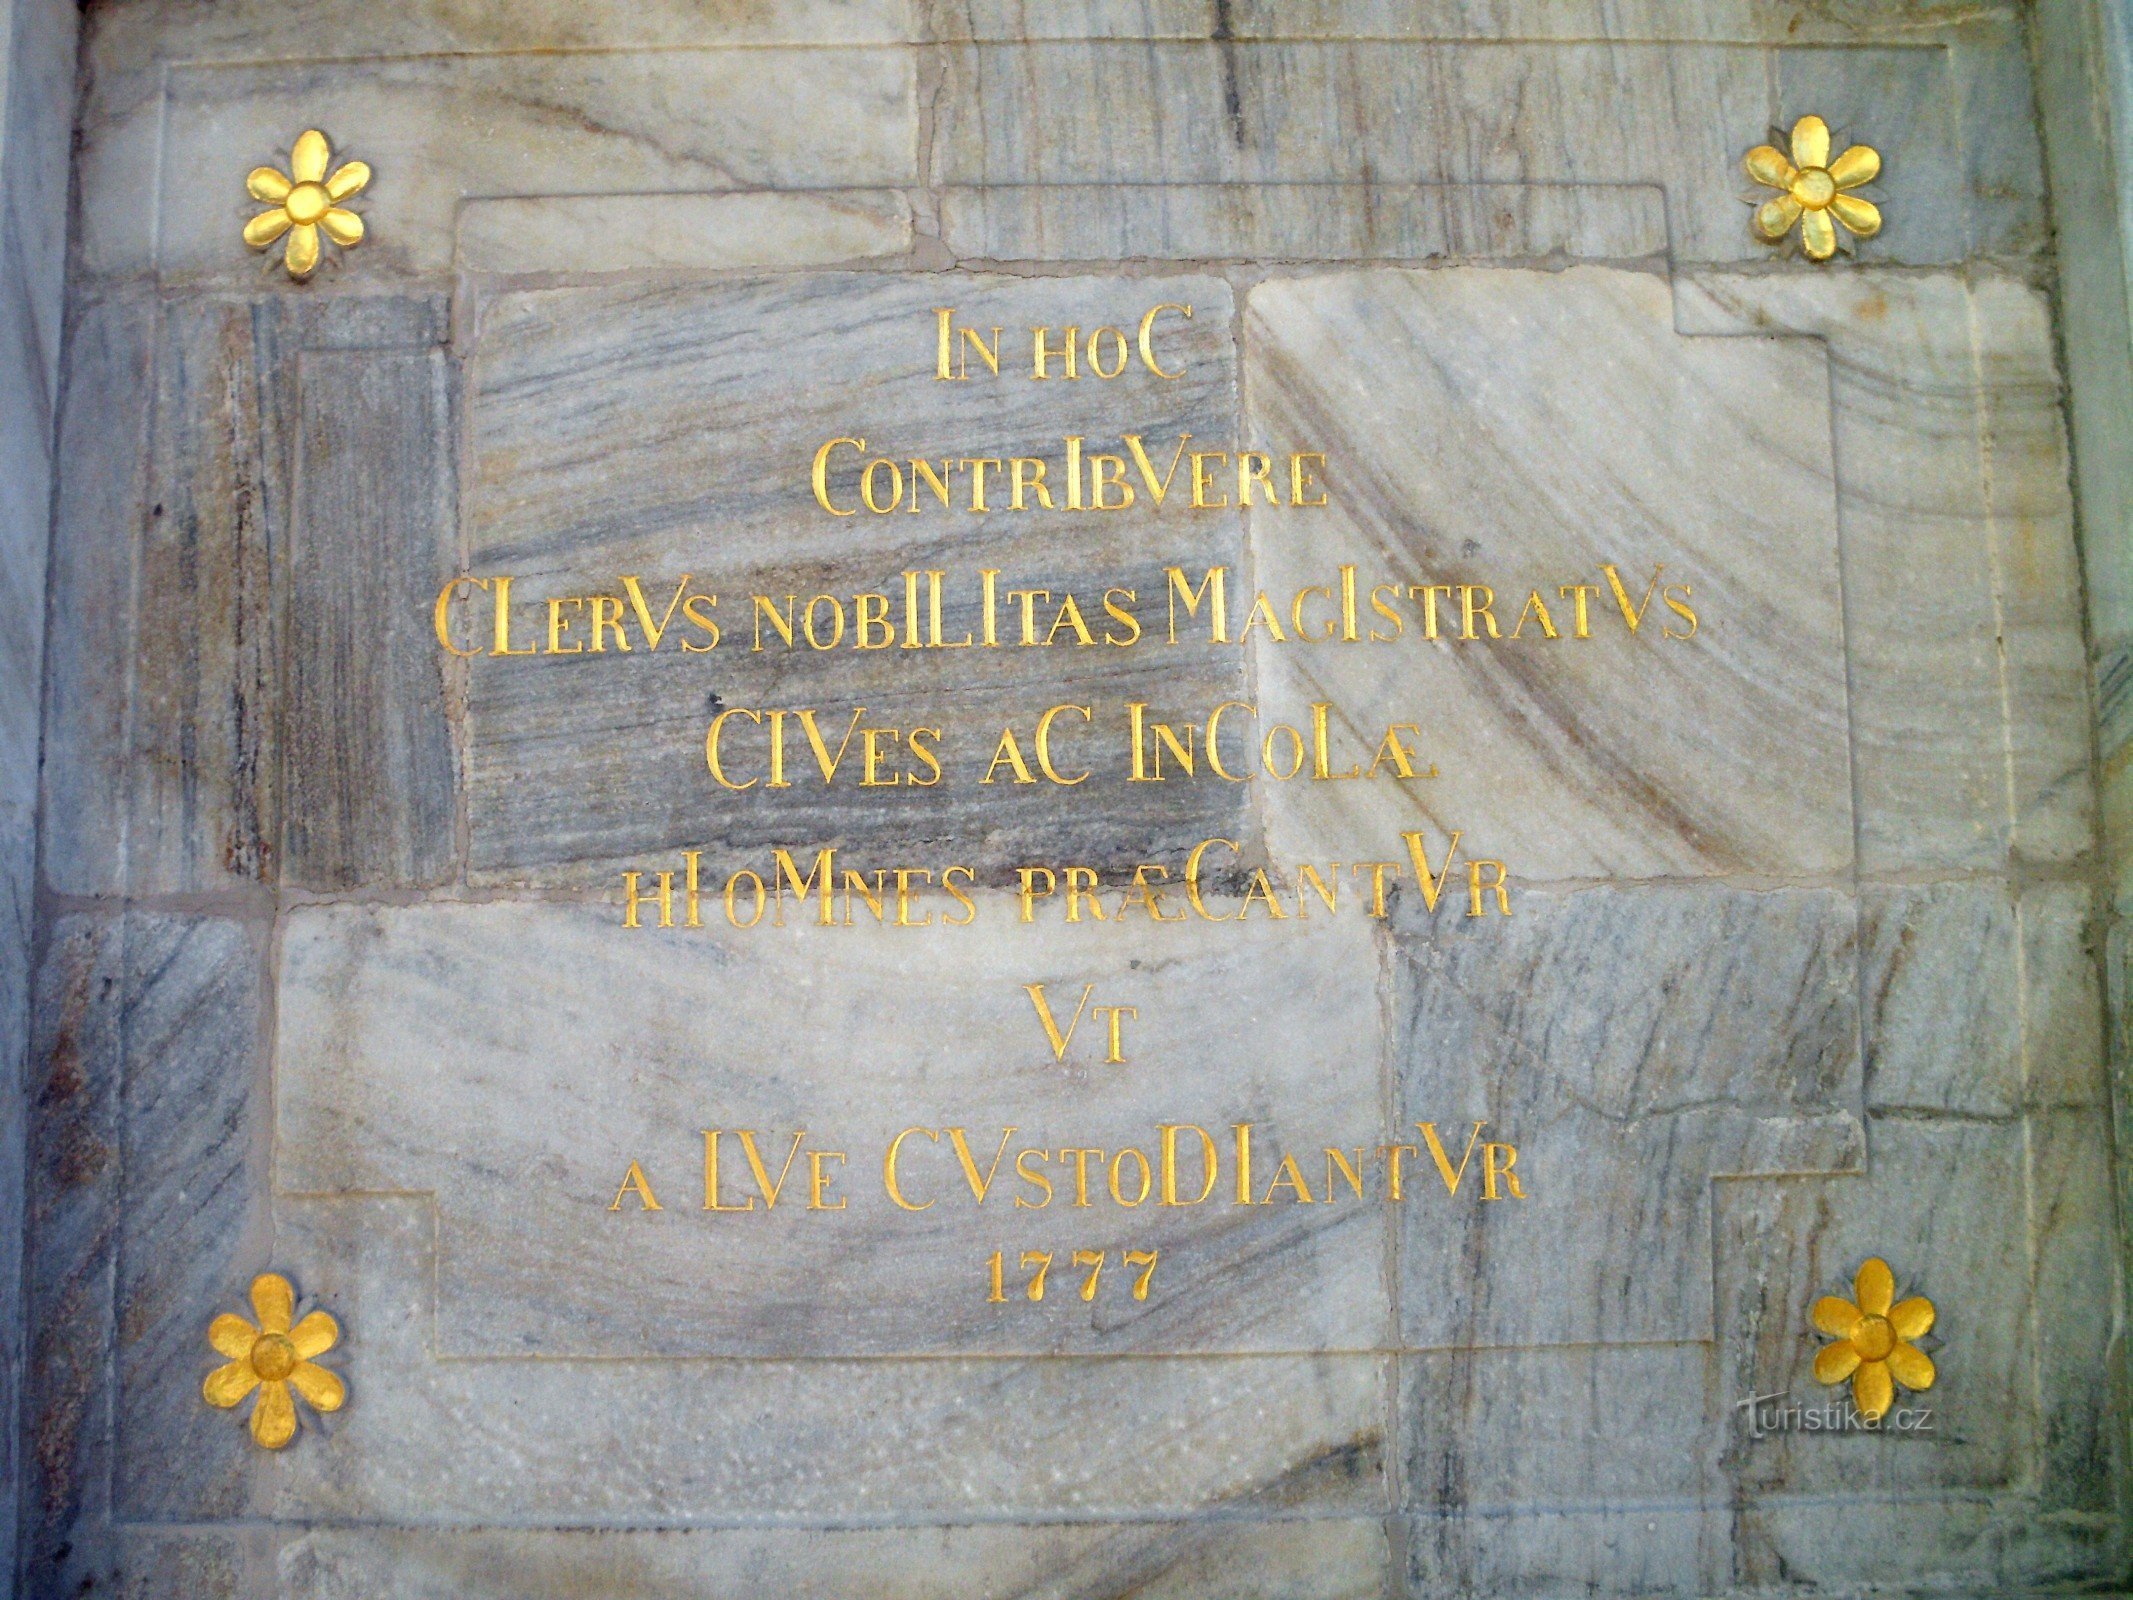 In hoC
ContrIbVere
CLerVs nobILItas MagIstratVs
CIVes aC InCoLæ
hI oMnes præCantVr
Vt
a LVe CVstoDIantVr
1777
Turistika.cz